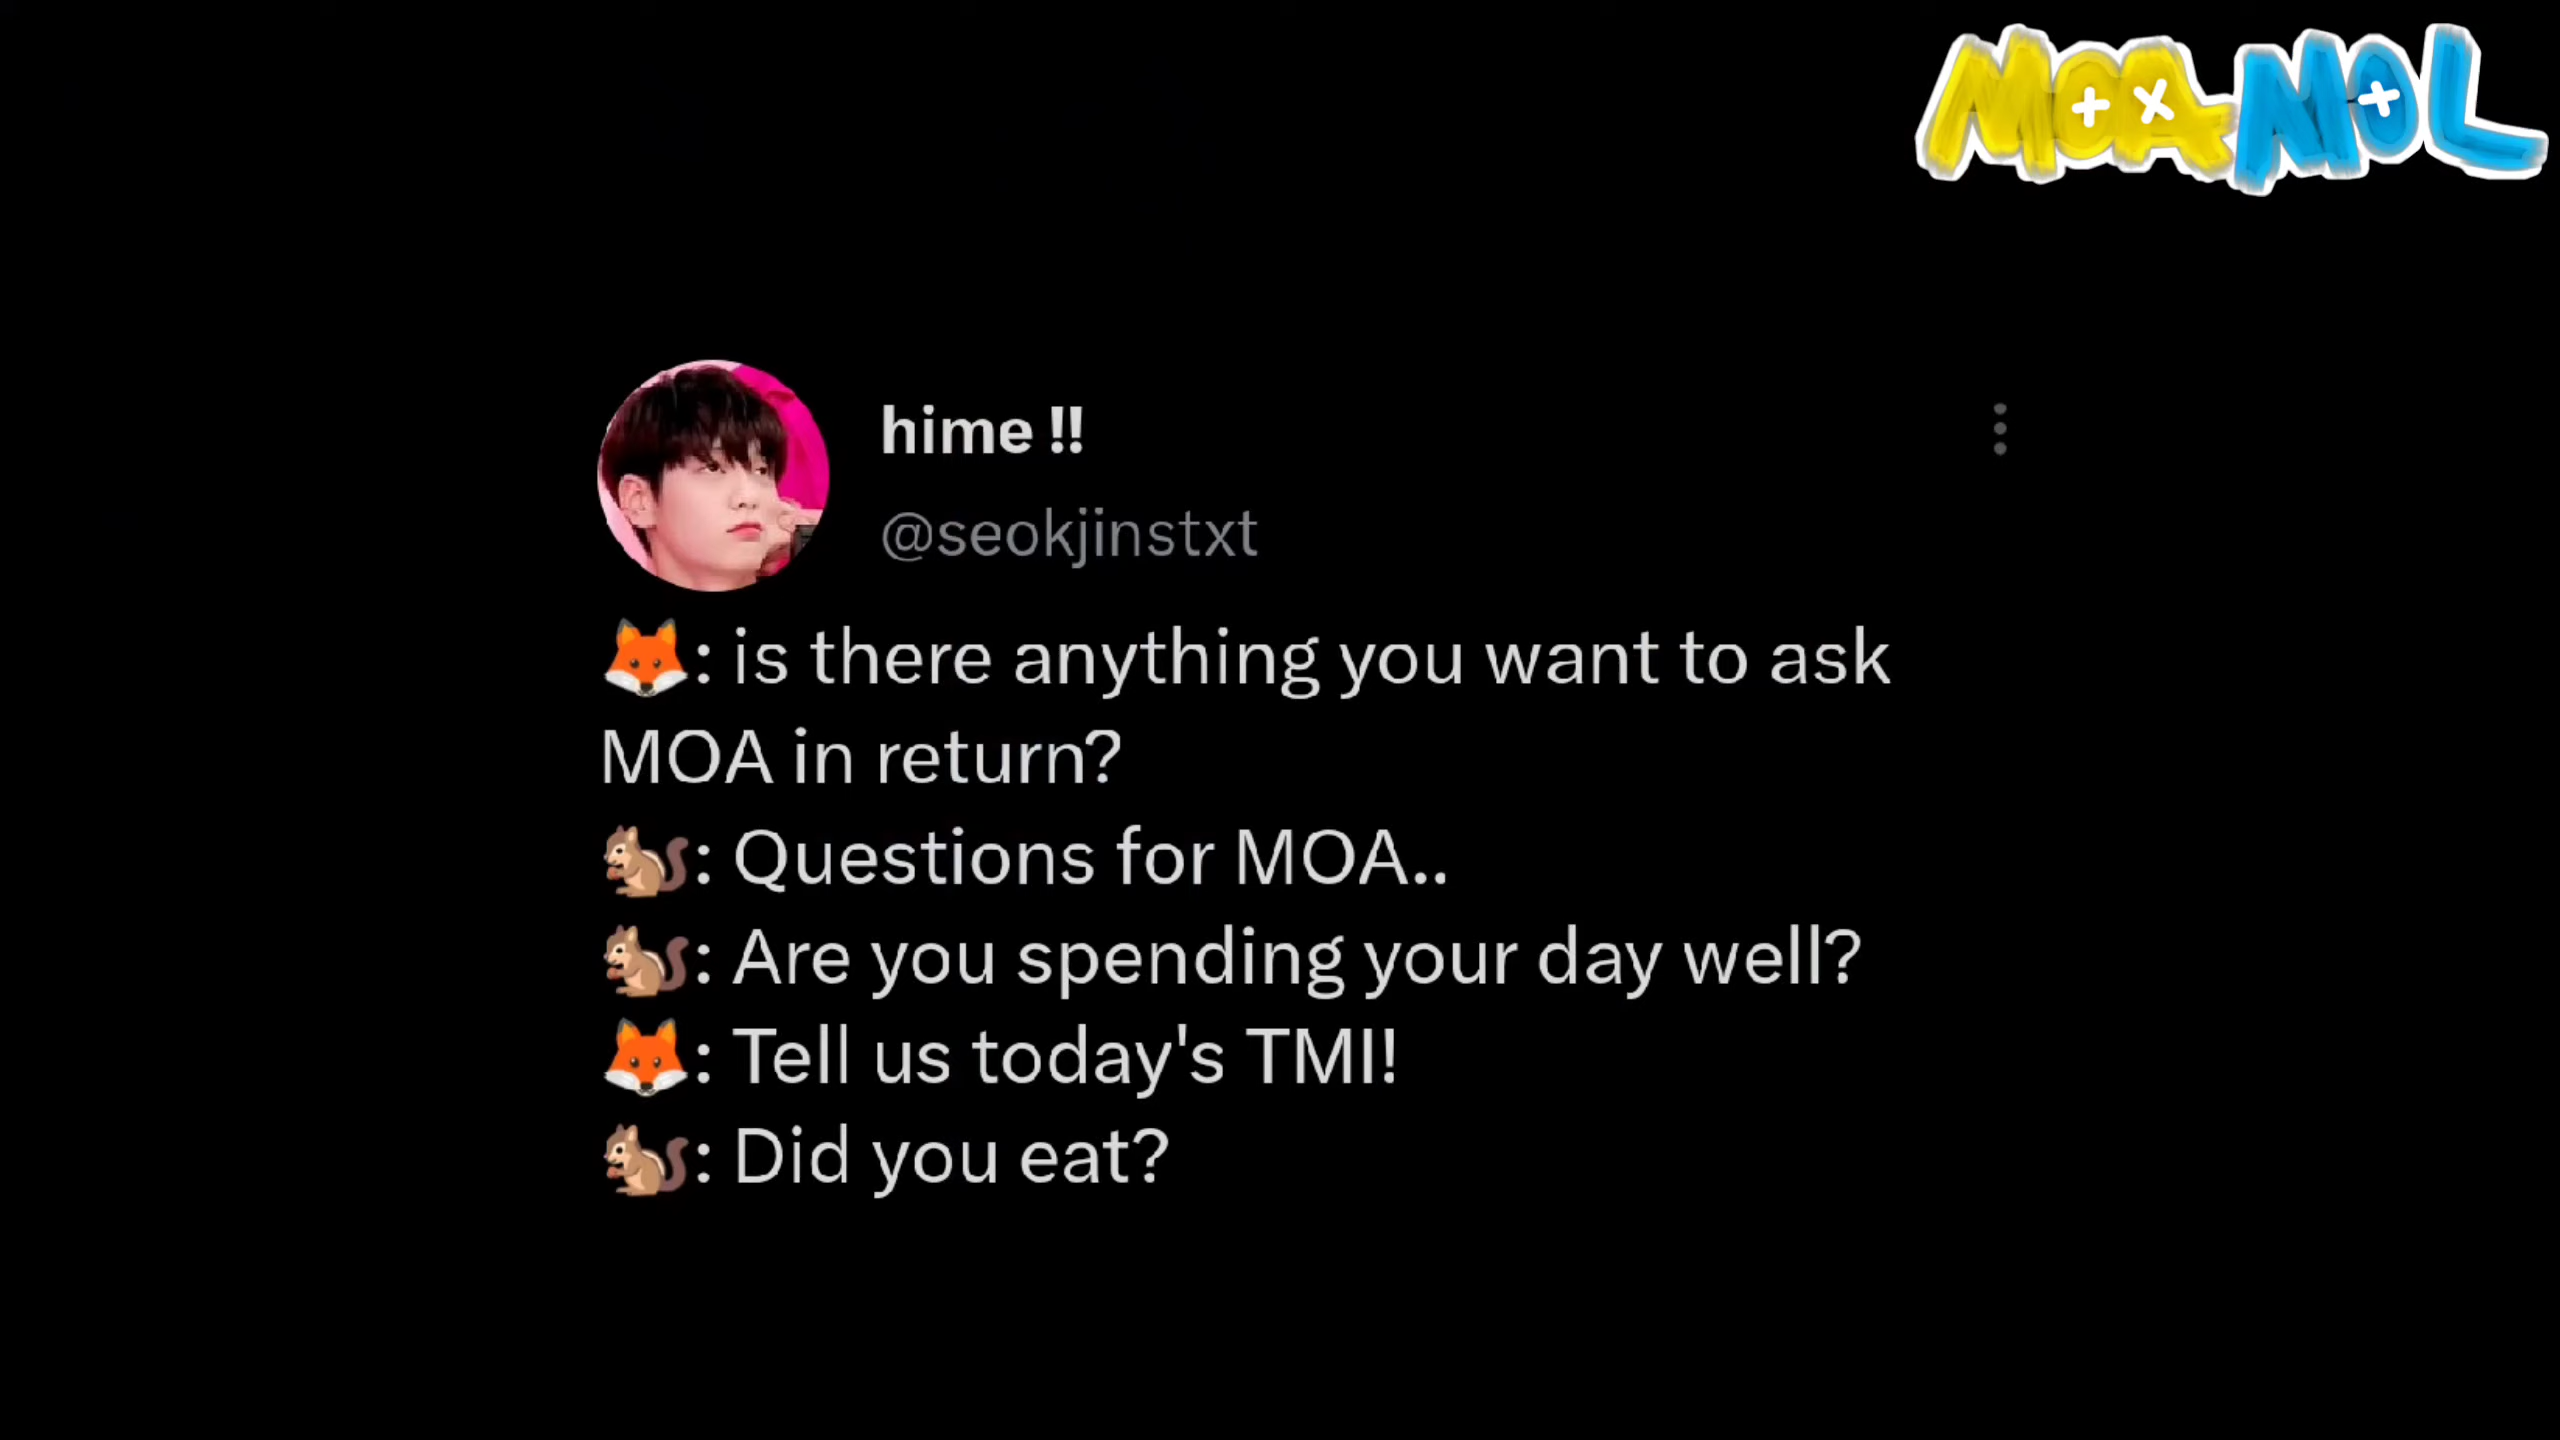 MOA MOL
hime !!
@seokjinstxt
🦊: is there anything you want to ask
MOA in return?
🐿️: Questions for MOA..
🐿️: Are you spending your day well?
🦊: Tell us today's TMI!
🐿️: Did you eat?